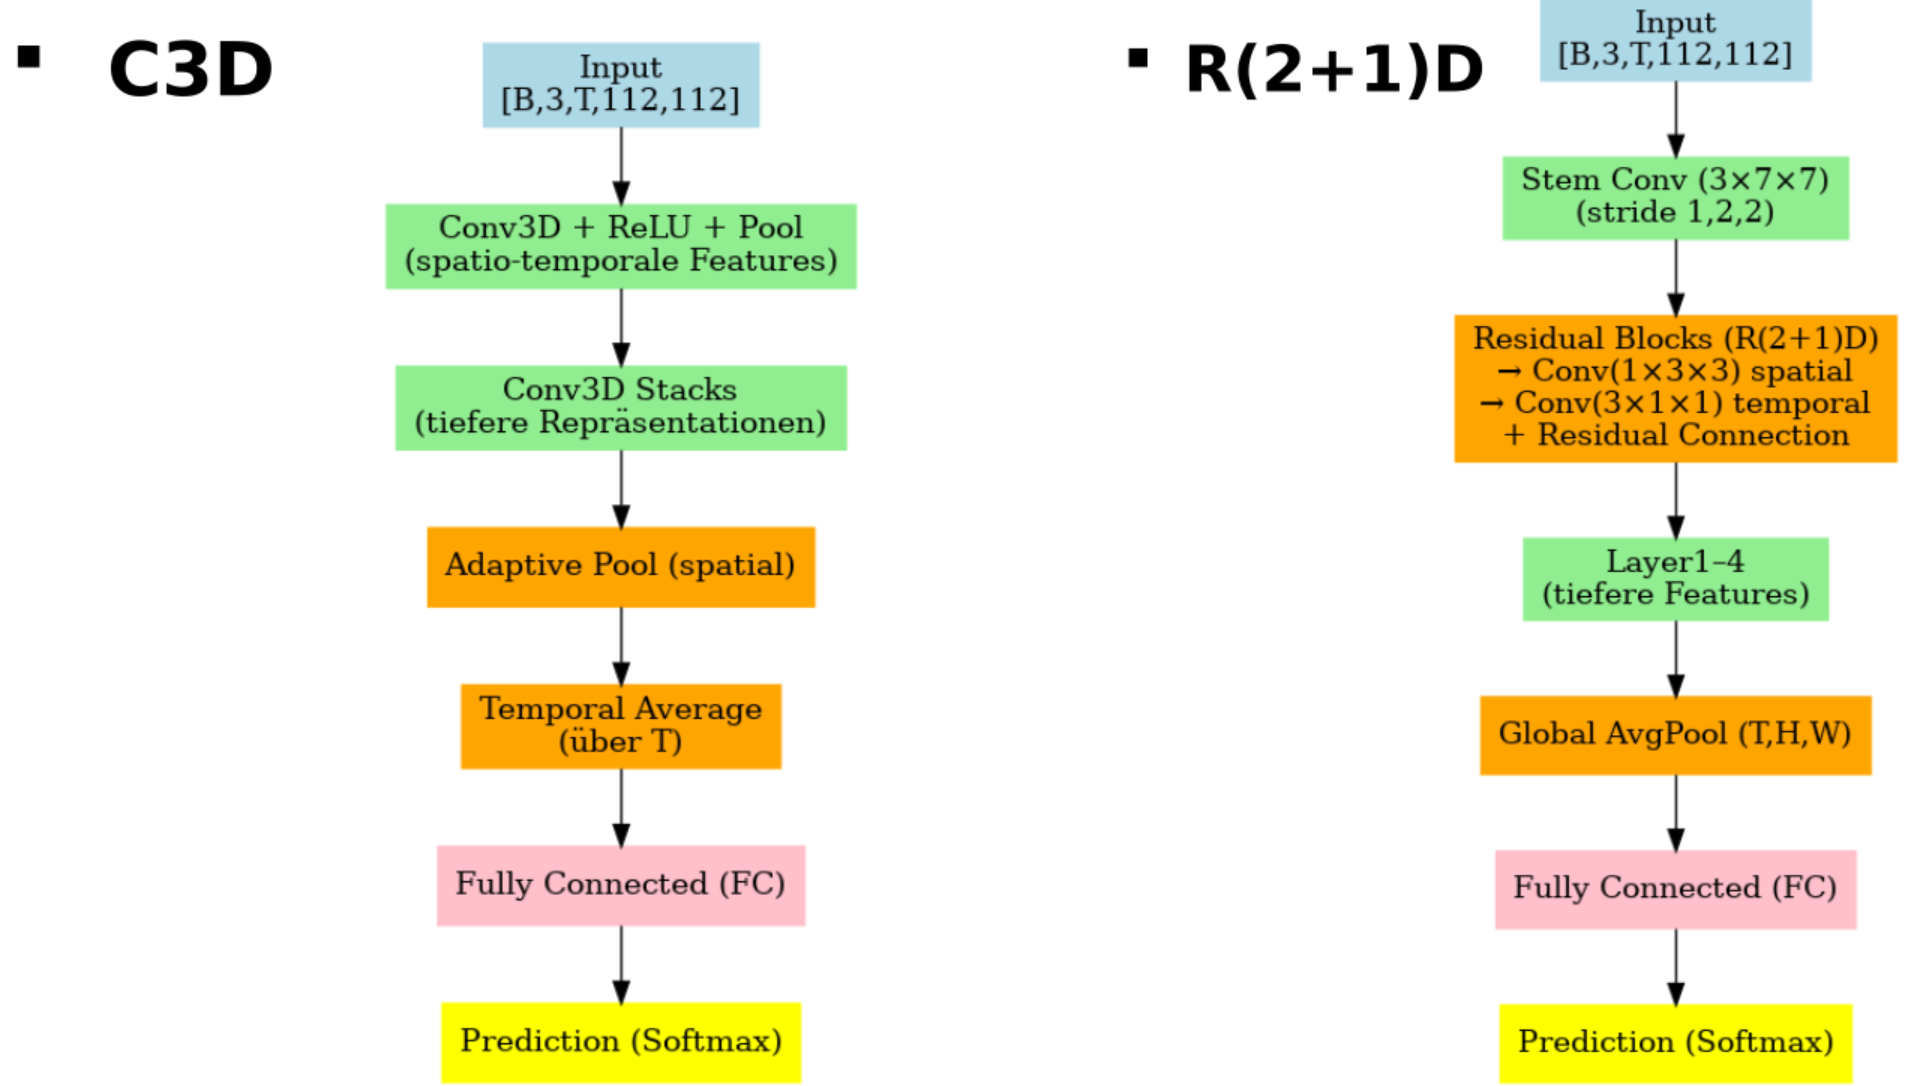 C3D
Input
[B,3,T,112,112]
Conv3D + ReLU + Pool
(spatio-temporale Features)
Conv3D Stacks
(tiefere Repräsentationen)
Adaptive Pool (spatial)
Temporal Average
(über T)
Fully Connected (FC)
Prediction (Softmax)
R(2+1)D
Input
[B,3,T,112,112]
Stem Conv (3×7×7)
(stride 1,2,2)
Residual Blocks (R(2+1)D)
→ Conv(1×3×3) spatial
→ Conv(3×1×1) temporal
+ Residual Connection
Layer1–4
(tiefere Features)
Global AvgPool (T,H,W)
Fully Connected (FC)
Prediction (Softmax)